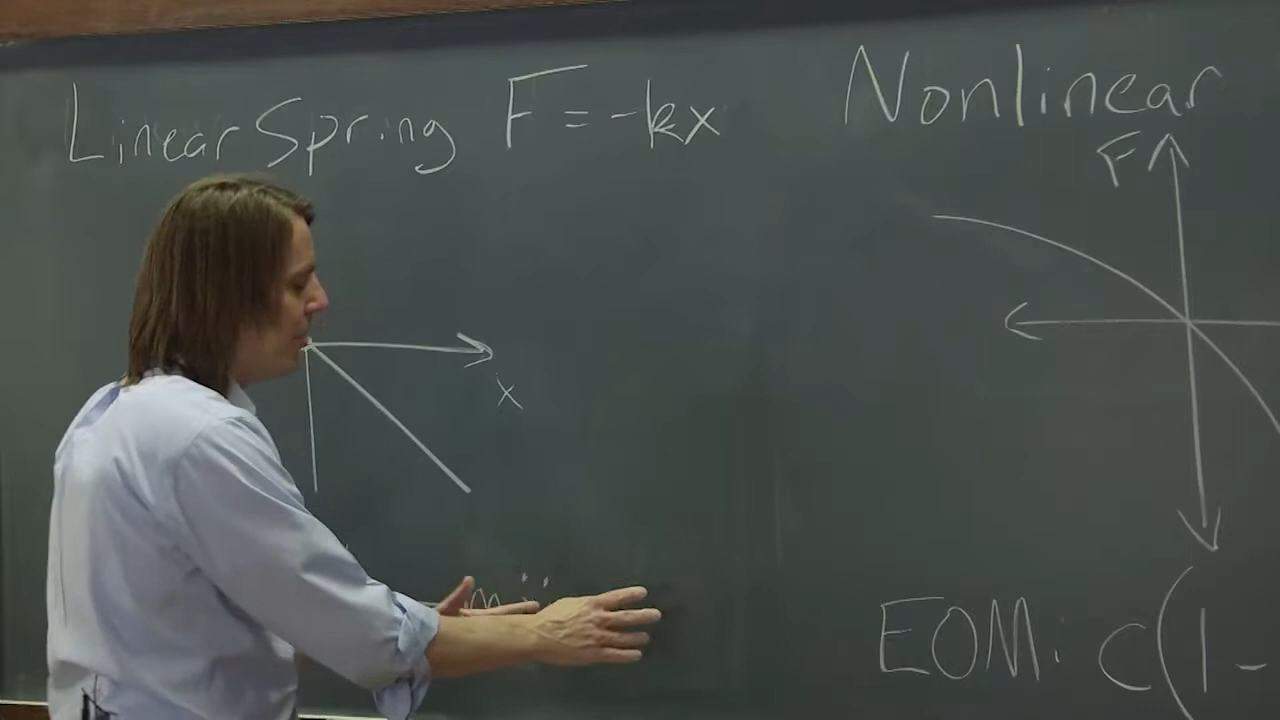 Linear Spring F = -kx
x
m
Nonlinear
F
EOM: c(1-